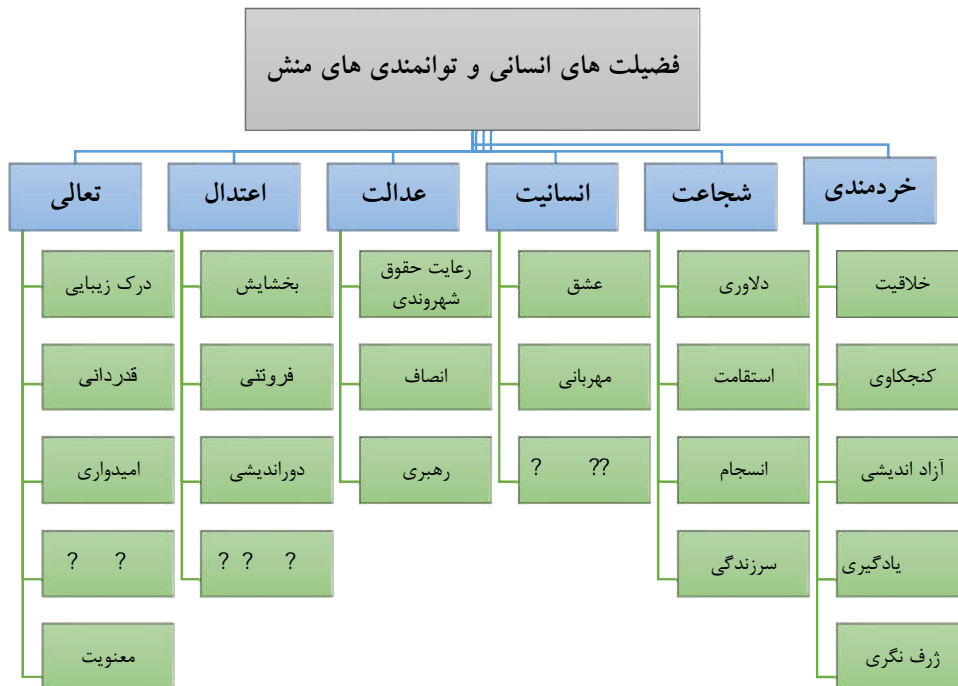 فضیلت های انسانی و توانمندی های منش
خردمندی
خلاقیت
کنجکاوی
آزاد اندیشی
یادگیری
ژرف نگری
شجاعت
دلاوری
استقامت
انسجام
سرزندگی
انسانیت
عشق
مهربانی
? ??
عدالت
رعایت حقوق
شهروندی
انصاف
رهبری
اعتدال
بخشایش
فروتنی
دوراندیشی
? ? ?
تعالی
درک زیبایی
قدردانی
امیدواری
? ?
معنویت